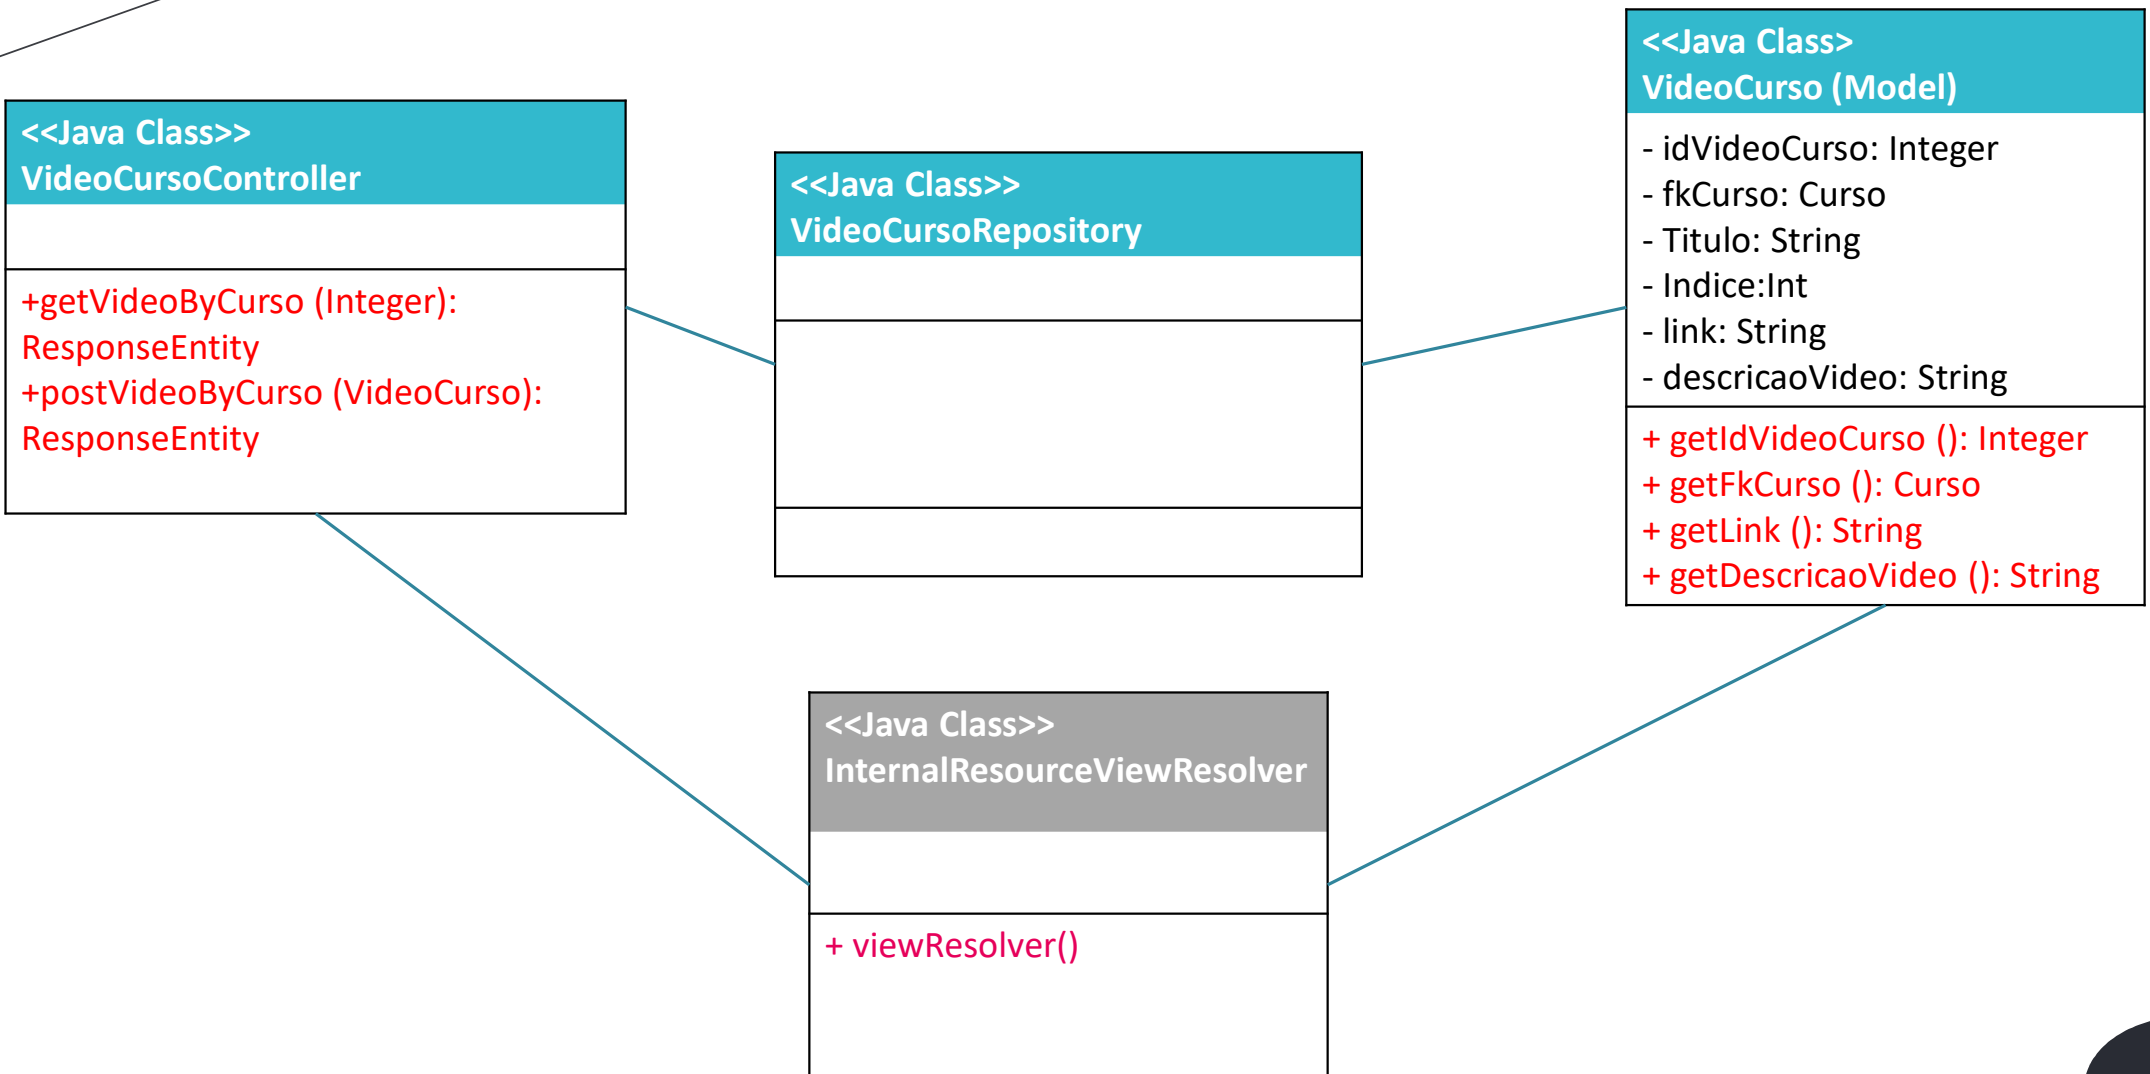 <<Java Class>>
VideoCursoController
+getVideoByCurso (Integer):
ResponseEntity
+postVideoByCurso (VideoCurso):
ResponseEntity
<<Java Class>>
VideoCursoRepository
<<Java Class>
VideoCurso (Model)
- idVideoCurso: Integer
- fkCurso: Curso
- Titulo: String
- Indice:Int
- link: String
- descricaoVideo: String
+ getIdVideoCurso (): Integer
+ getFkCurso (): Curso
+ getLink (): String
+ getDescricaoVideo (): String
<<Java Class>>
InternalResourceViewResolver
+ viewResolver()